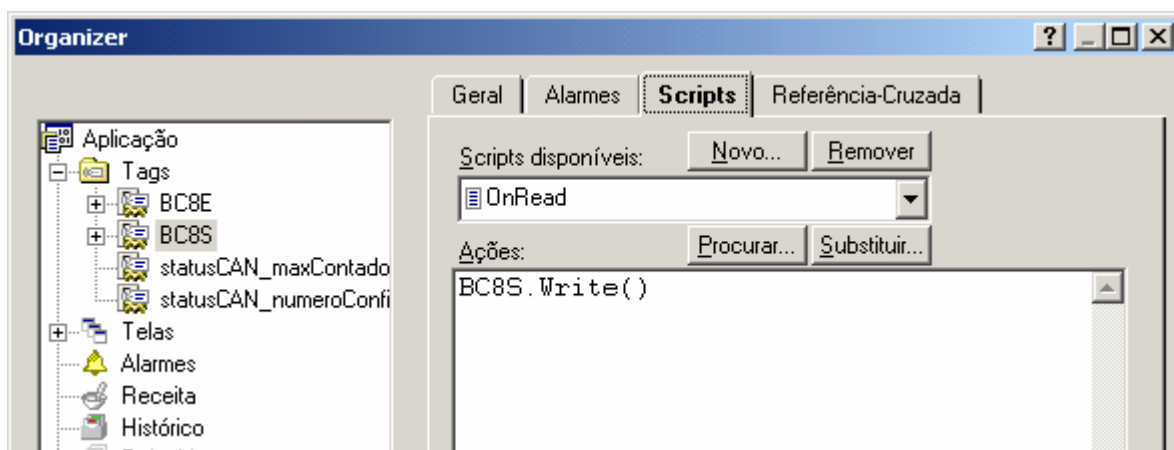 Organizer
Geral
Alarmes
Scripts
Referência-Cruzada
Aplicação
Tags
BC8E
BC8S
statusCAN_maxContado
statusCAN_numeroConfi
Telas
Alarmes
Receita
Histórico
Scripts disponíveis:
Novo...
Remover
OnRead
Ações:
Procurar...
Substituir...
BC8S.Write()